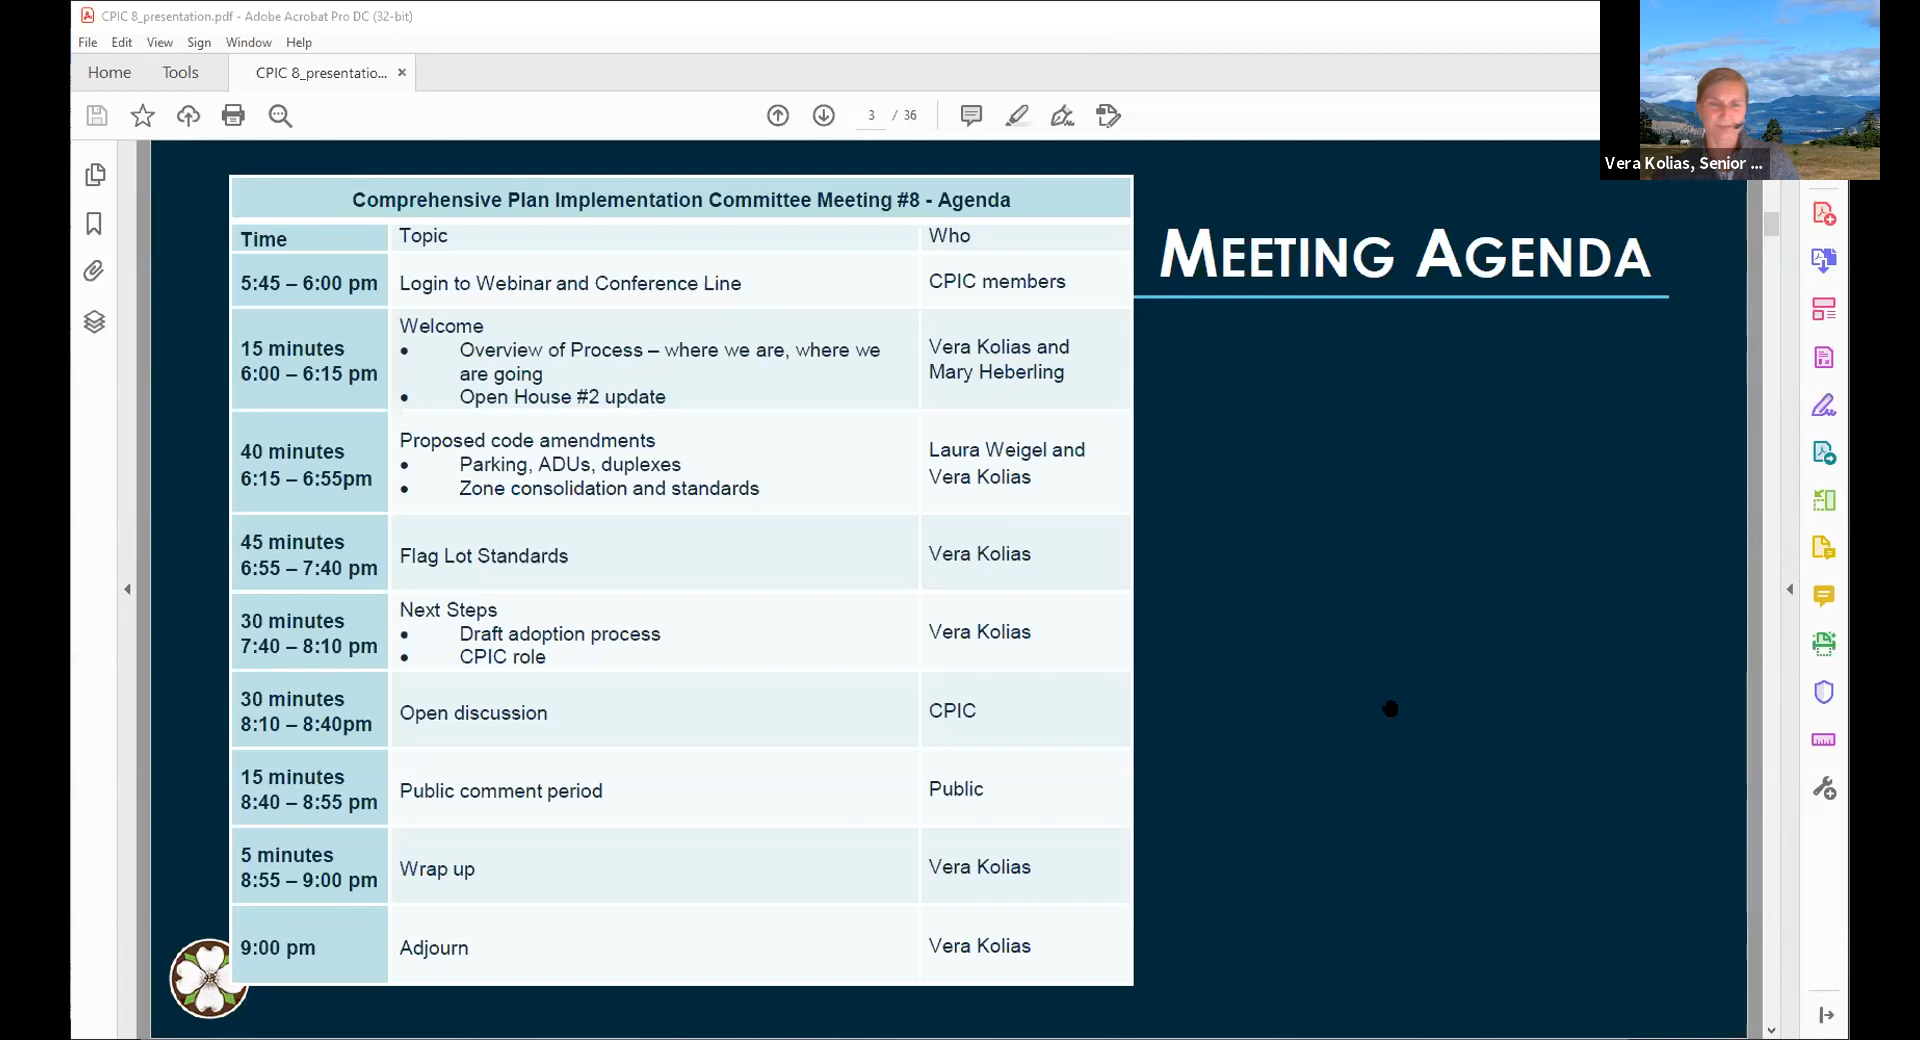 CPIC 8_presentation.pdf - Adobe Acrobat Pro DC (32-bit)
File Edit View Sign Window Help
Home Tools CPIC 8_presentatio... ×
3 / 36
Vera Kolias, Senior ...
Comprehensive Plan Implementation Committee Meeting #8 - Agenda
Time Topic Who
5:45 – 6:00 pm Login to Webinar and Conference Line CPIC members
15 minutes
6:00 – 6:15 pm
Welcome
• Overview of Process – where we are, where we
are going
• Open House #2 update
Vera Kolias and
Mary Heberling
40 minutes
6:15 – 6:55pm
Proposed code amendments
• Parking, ADUs, duplexes
• Zone consolidation and standards
Laura Weigel and
Vera Kolias
45 minutes
6:55 – 7:40 pm
Flag Lot Standards
Vera Kolias
30 minutes
7:40 – 8:10 pm
Next Steps
• Draft adoption process
• CPIC role
Vera Kolias
30 minutes
8:10 – 8:40pm
Open discussion
CPIC
15 minutes
8:40 – 8:55 pm
Public comment period
Public
5 minutes
8:55 – 9:00 pm
Wrap up
Vera Kolias
9:00 pm
Adjourn
Vera Kolias
MEETING AGENDA